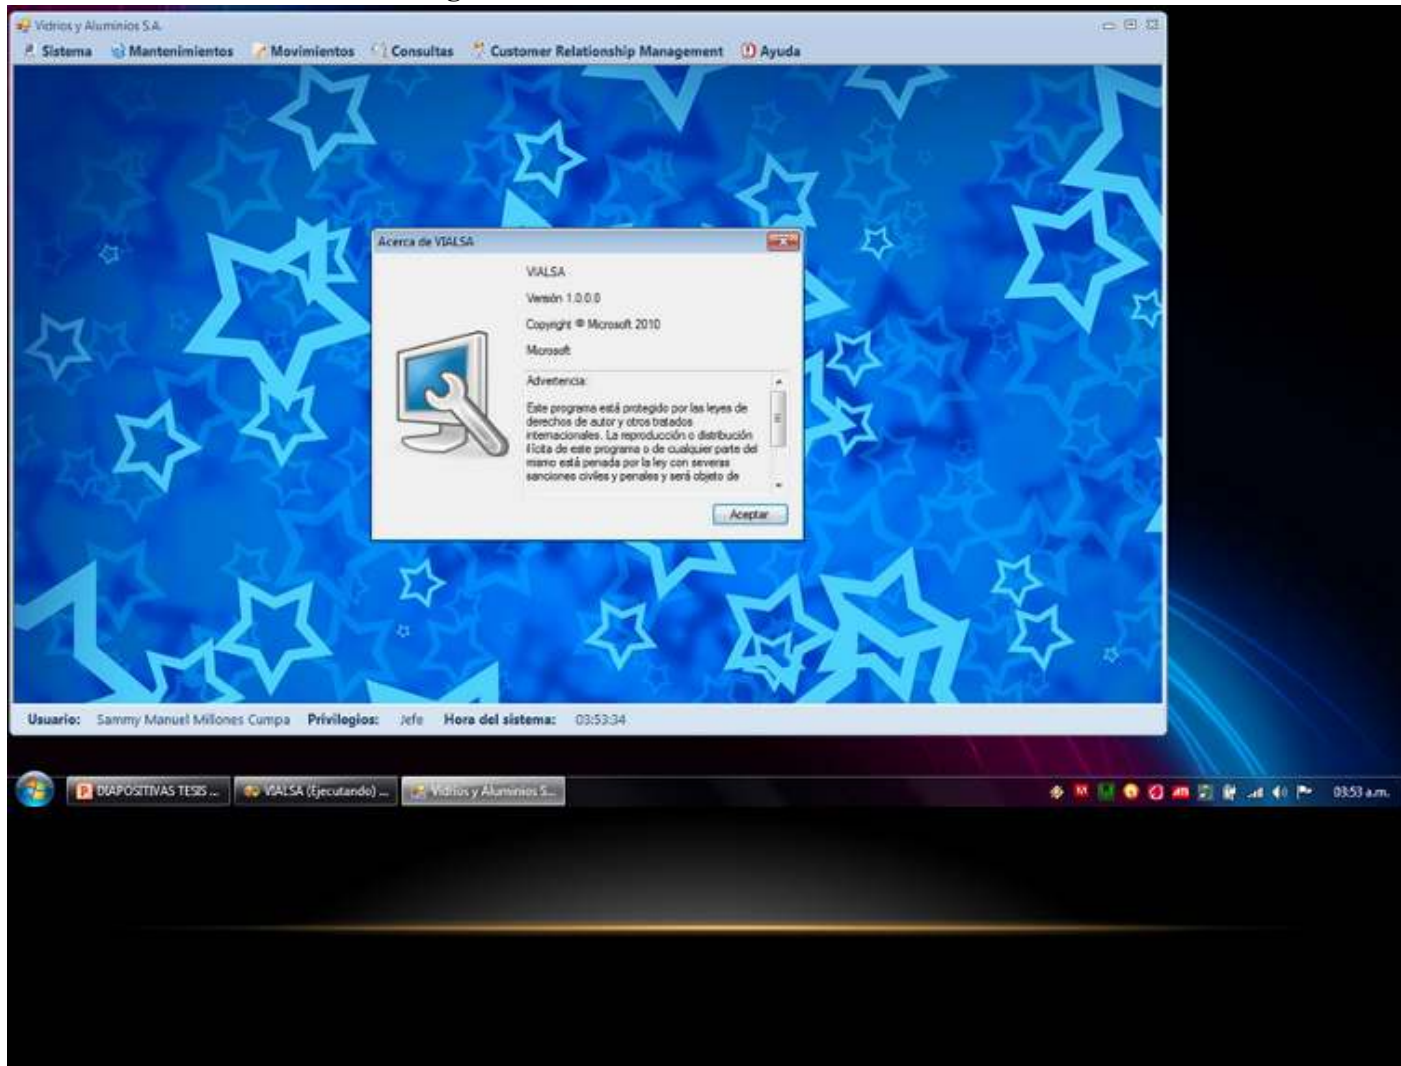 Vidrios y Aluminios S.A.
Sistema Mantenimientos Movimientos Consultas Customer Relationship Management Ayuda
Acerca de VIALSA
VIALSA
Versión 1.0.0.0
Copyright © Microsoft 2010
Microsoft
Advertencia:
Este programa está protegido por las leyes de
derechos de autor y otros tratados
internacionales. La reproducción o distribución
ilícita de este programa o de cualquier parte del
mismo está penada por la ley con severas
sanciones civiles y penales y será objeto de
Aceptar
Usuario: Sammy Manuel Millones Cumpa Privilegios: Jefe Hora del sistema: 03:53:34
DIAPOSITIVAS TESIS ... VIALSA (Ejecutando) ... Vidrios y Aluminios S... 03:53 a.m.